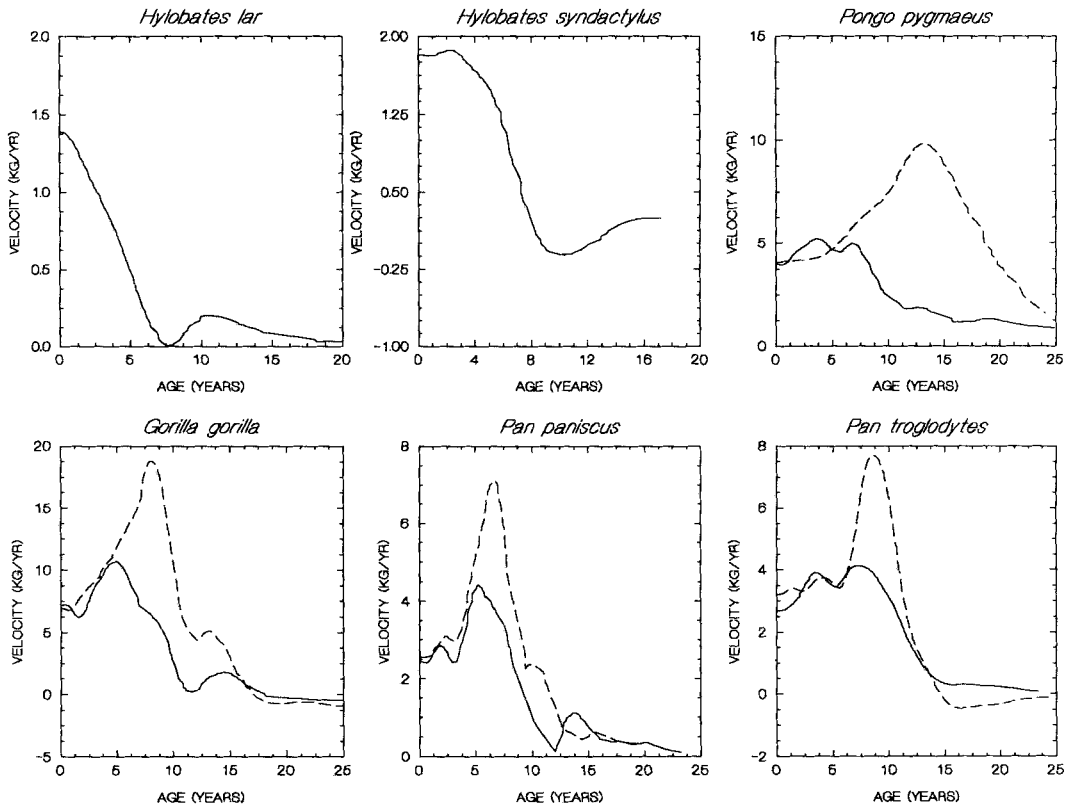 Hylobates lar
2.0
1.5
1.0
0.5
0.0
VELOCITY (KG/YR)
0 5 10 15 20
AGE (YEARS)
Hylobates syndactylus
2.00
1.25
0.50
-0.25
-1.00
VELOCITY (KG/YR)
0 4 8 12 16 20
AGE (YEARS)
Pongo pygmaeus
15
10
5
0
VELOCITY (KG/YR)
0 5 10 15 20 25
AGE (YEARS)
Gorilla gorilla
20
15
10
5
0
-5
VELOCITY (KG/YR)
0 5 10 15 20 25
AGE (YEARS)
Pan paniscus
8
6
4
2
0
VELOCITY (KG/YR)
0 5 10 15 20 25
AGE (YEARS)
Pan troglodytes
8
6
4
2
0
-2
VELOCITY (KG/YR)
0 5 10 15 20 25
AGE (YEARS)